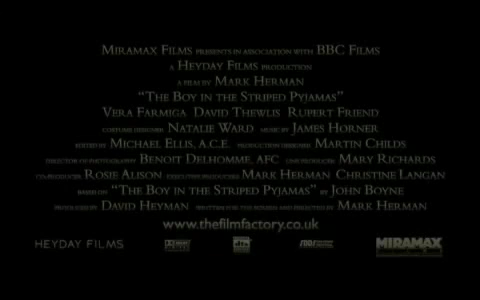 MIRAMAX FILMS PRESENTS IN ASSOCIATION WITH BBC FILMS
A HEYDAY FILMS PRODUCTION
A FILM BY MARK HERMAN
"THE BOY IN THE STRIPED PYJAMAS"
VERA FARMIGA DAVID THEWLIS RUPERT FRIEND
COSTUME DESIGNER NATALIE WARD MUSIC BY JAMES HORNER
EDITED BY MICHAEL ELLIS, A.C.E. PRODUCTION DESIGNER MARTIN CHILDS
DIRECTOR OF PHOTOGRAPHY BENOIT DELHOMME, AFC LINE PRODUCER MARY RICHARDS
CO-PRODUCER ROSIE ALISON EXECUTIVE PRODUCERS MARK HERMAN CHRISTINE LANGAN
BASED ON "THE BOY IN THE STRIPED PYJAMAS" BY JOHN BOYNE
PRODUCED BY DAVID HEYMAN WRITTEN FOR THE SCREEN AND DIRECTED BY MARK HERMAN
www.thefilmfactory.co.uk
HEYDAY FILMS dts MIRAMAX